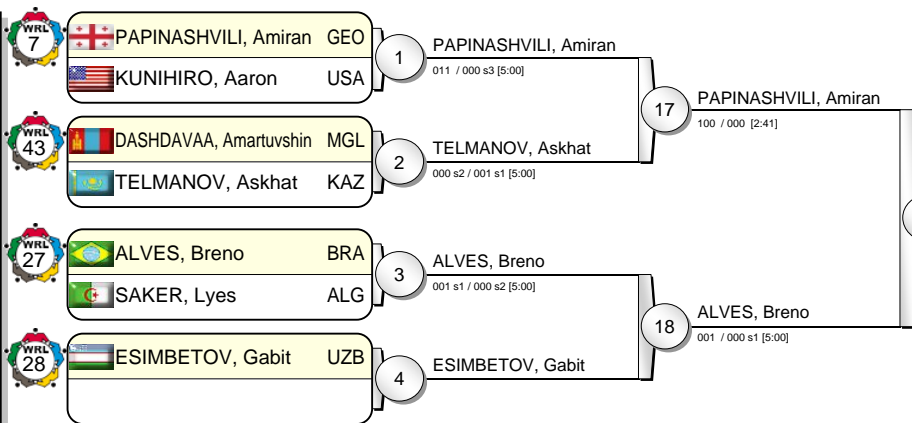 WRL
7
PAPINASHVILI, Amiran GEO
KUNIHIRO, Aaron USA
1
PAPINASHVILI, Amiran
011 / 000 s3 [5:00]
WRL
43
DASHDAVAA, Amartuvshin MGL
TELMANOV, Askhat KAZ
2
TELMANOV, Askhat
000 s2 / 001 s1 [5:00]
17
PAPINASHVILI, Amiran
100 / 000 [2:41]
WRL
27
ALVES, Breno BRA
SAKER, Lyes ALG
3
ALVES, Breno
001 s1 / 000 s2 [5:00]
WRL
28
ESIMBETOV, Gabit UZB
4
ESIMBETOV, Gabit
18
ALVES, Breno
001 / 000 s1 [5:00]